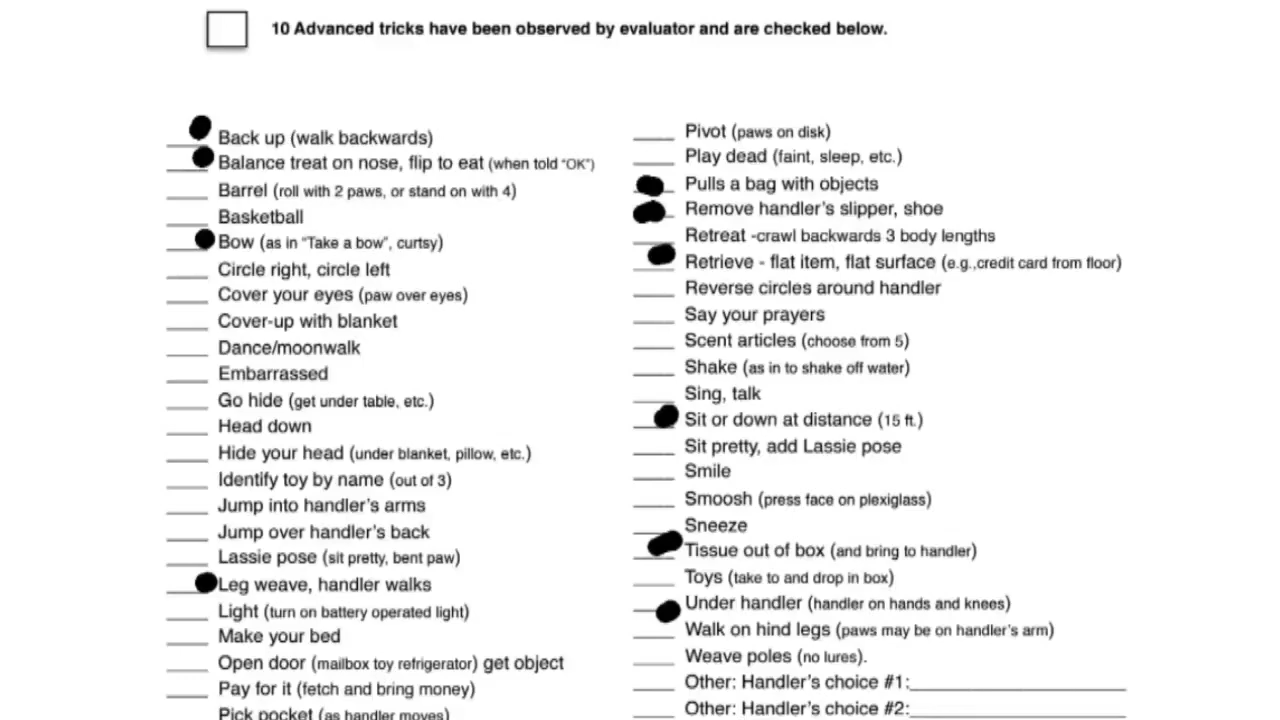 10 Advanced tricks have been observed by evaluator and are checked below.
Back up (walk backwards)
Balance treat on nose, flip to eat (when told “OK”)
Barrel (roll with 2 paws, or stand on with 4)
Basketball
Bow (as in “Take a bow”, curtsy)
Circle right, circle left
Cover your eyes (paw over eyes)
Cover-up with blanket
Dance/moonwalk
Embarrassed
Go hide (get under table, etc.)
Head down
Hide your head (under blanket, pillow, etc.)
Identify toy by name (out of 3)
Jump into handler’s arms
Jump over handler’s back
Lassie pose (sit pretty, bent paw)
Leg weave, handler walks
Light (turn on battery operated light)
Make your bed
Open door (mailbox toy refrigerator) get object
Pay for it (fetch and bring money)
Pick pocket (as handler moves)
Pivot (paws on disk)
Play dead (faint, sleep, etc.)
Pulls a bag with objects
Remove handler’s slipper, shoe
Retreat -crawl backwards 3 body lengths
Retrieve - flat item, flat surface (e.g.,credit card from floor)
Reverse circles around handler
Say your prayers
Scent articles (choose from 5)
Shake (as in to shake off water)
Sing, talk
Sit or down at distance (15 ft.)
Sit pretty, add Lassie pose
Smile
Smoosh (press face on plexiglass)
Sneeze
Tissue out of box (and bring to handler)
Toys (take to and drop in box)
Under handler (handler on hands and knees)
Walk on hind legs (paws may be on handler’s arm)
Weave poles (no lures).
Other: Handler’s choice #1:
Other: Handler’s choice #2: